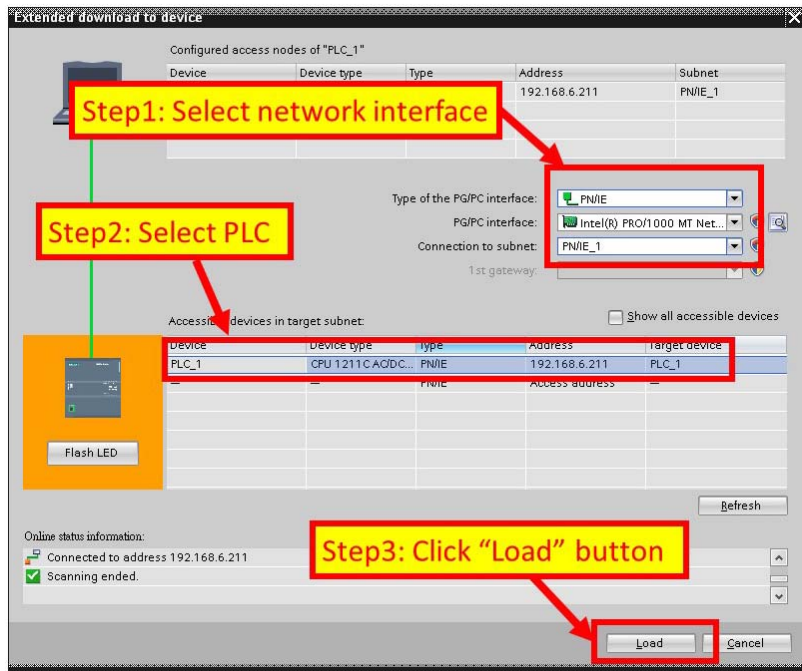 Extended download to device
Configured access nodes of "PLC_1"
Device Device type Type Address Subnet
192.168.6.211 PN/IE_1
Step1: Select network interface
Type of the PG/PC interface: PN/IE
PG/PC interface: Intel(R) PRO/1000 MT Net...
Connection to subnet: PN/IE_1
1st gateway:
Step2: Select PLC
Accessible devices in target subnet: Show all accessible devices
Device Device type Type Address Target device
PLC_1 CPU 1211C AC/DC... PN/IE 192.168.6.211 PLC_1
— — PN/IE Access address —
Flash LED
Refresh
Online status information:
Connected to address 192.168.6.211
Scanning ended.
Step3: Click “Load” button
Load Cancel